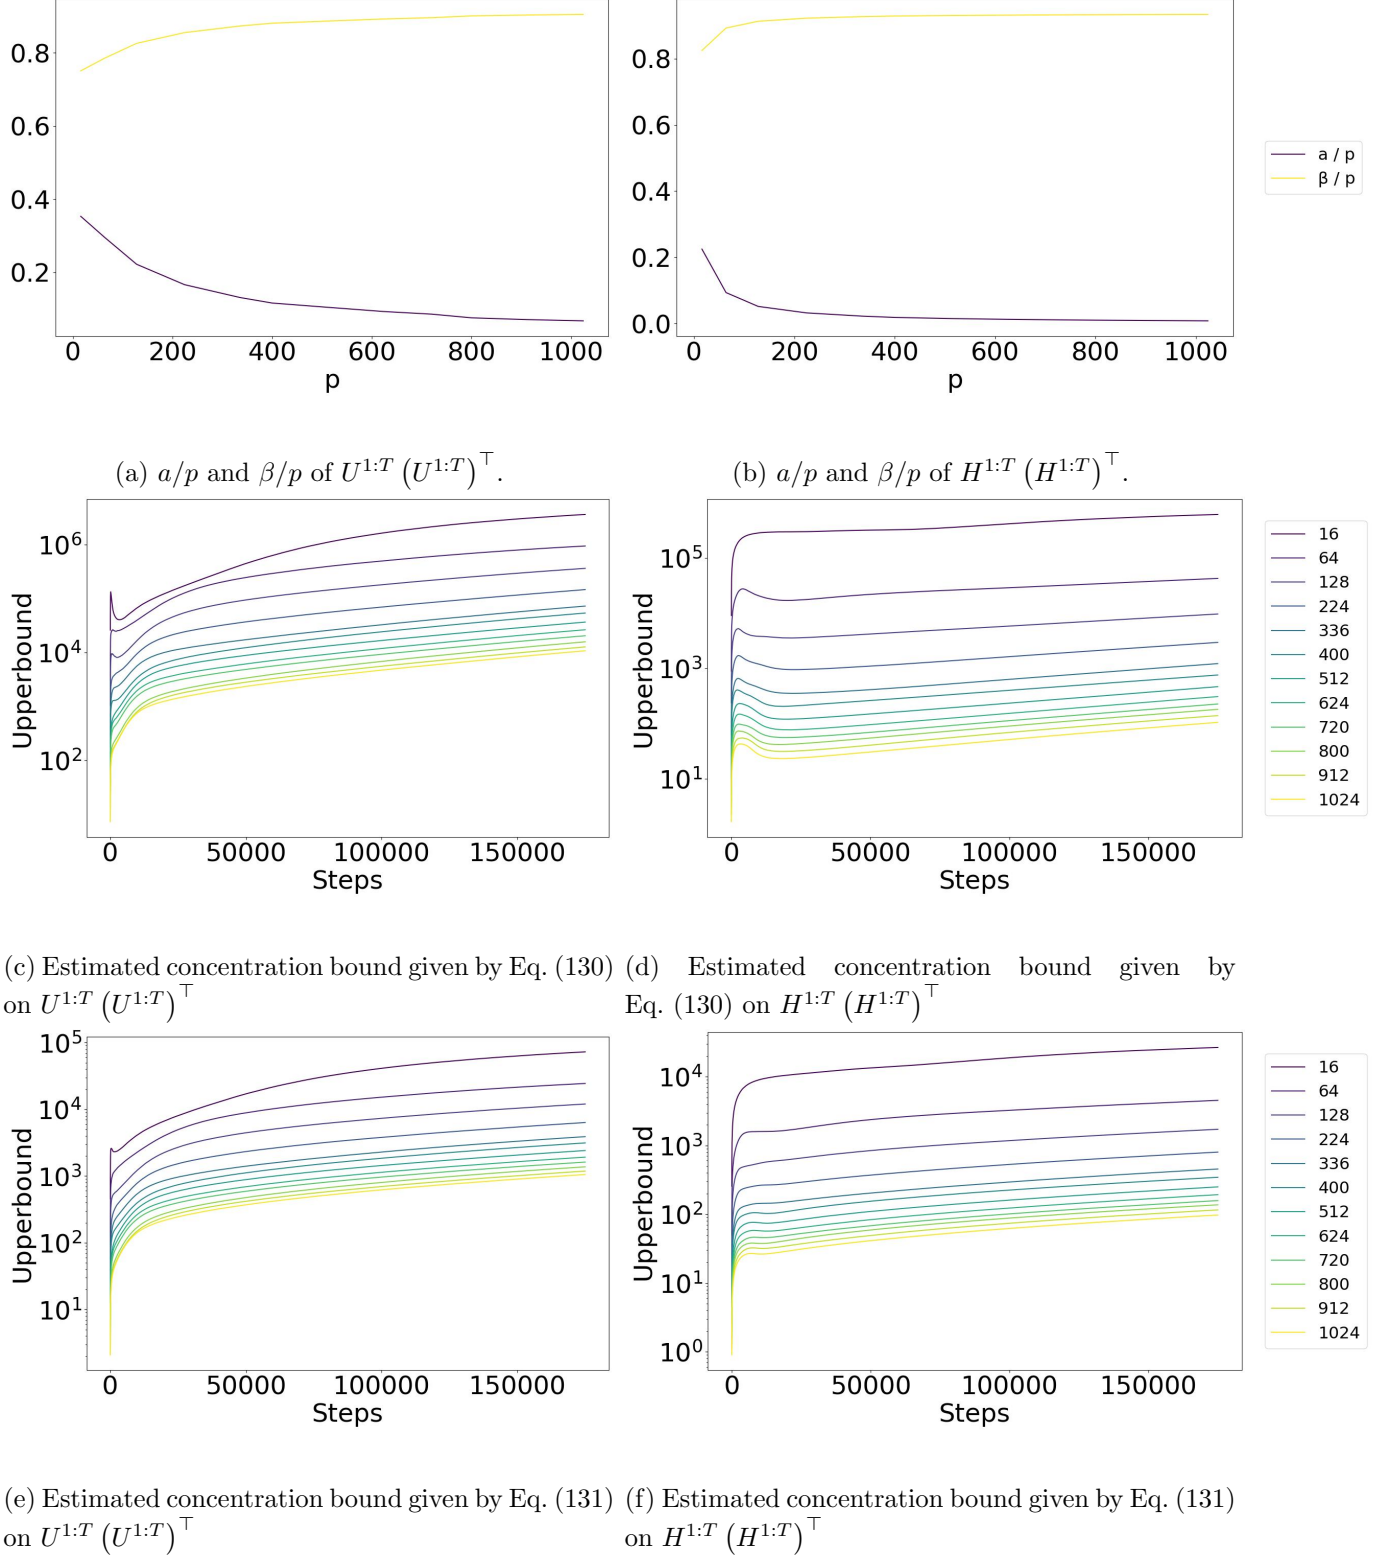 0.8
0.6
0.4
0.2
0 200 400 600 800 1000
p
0.8
0.6
0.4
0.2
0.0
0 200 400 600 800 1000
p
a / p
β / p
(a) a/p and β/p of U^{1:T} (U^{1:T})^⊤.
(b) a/p and β/p of H^{1:T} (H^{1:T})^⊤.
Upperbound
10^6
10^4
10^2
0 50000 100000 150000
Steps
Upperbound
10^5
10^3
10^1
0 50000 100000 150000
Steps
16
64
128
224
336
400
512
624
720
800
912
1024
(c) Estimated concentration bound given by Eq. (130)
on U^{1:T} (U^{1:T})^⊤
(d) Estimated concentration bound given by
Eq. (130) on H^{1:T} (H^{1:T})^⊤
Upperbound
10^5
10^4
10^3
10^2
10^1
0 50000 100000 150000
Steps
Upperbound
10^4
10^3
10^2
10^1
10^0
0 50000 100000 150000
Steps
16
64
128
224
336
400
512
624
720
800
912
1024
(e) Estimated concentration bound given by Eq. (131)
on U^{1:T} (U^{1:T})^⊤
(f) Estimated concentration bound given by Eq. (131)
on H^{1:T} (H^{1:T})^⊤